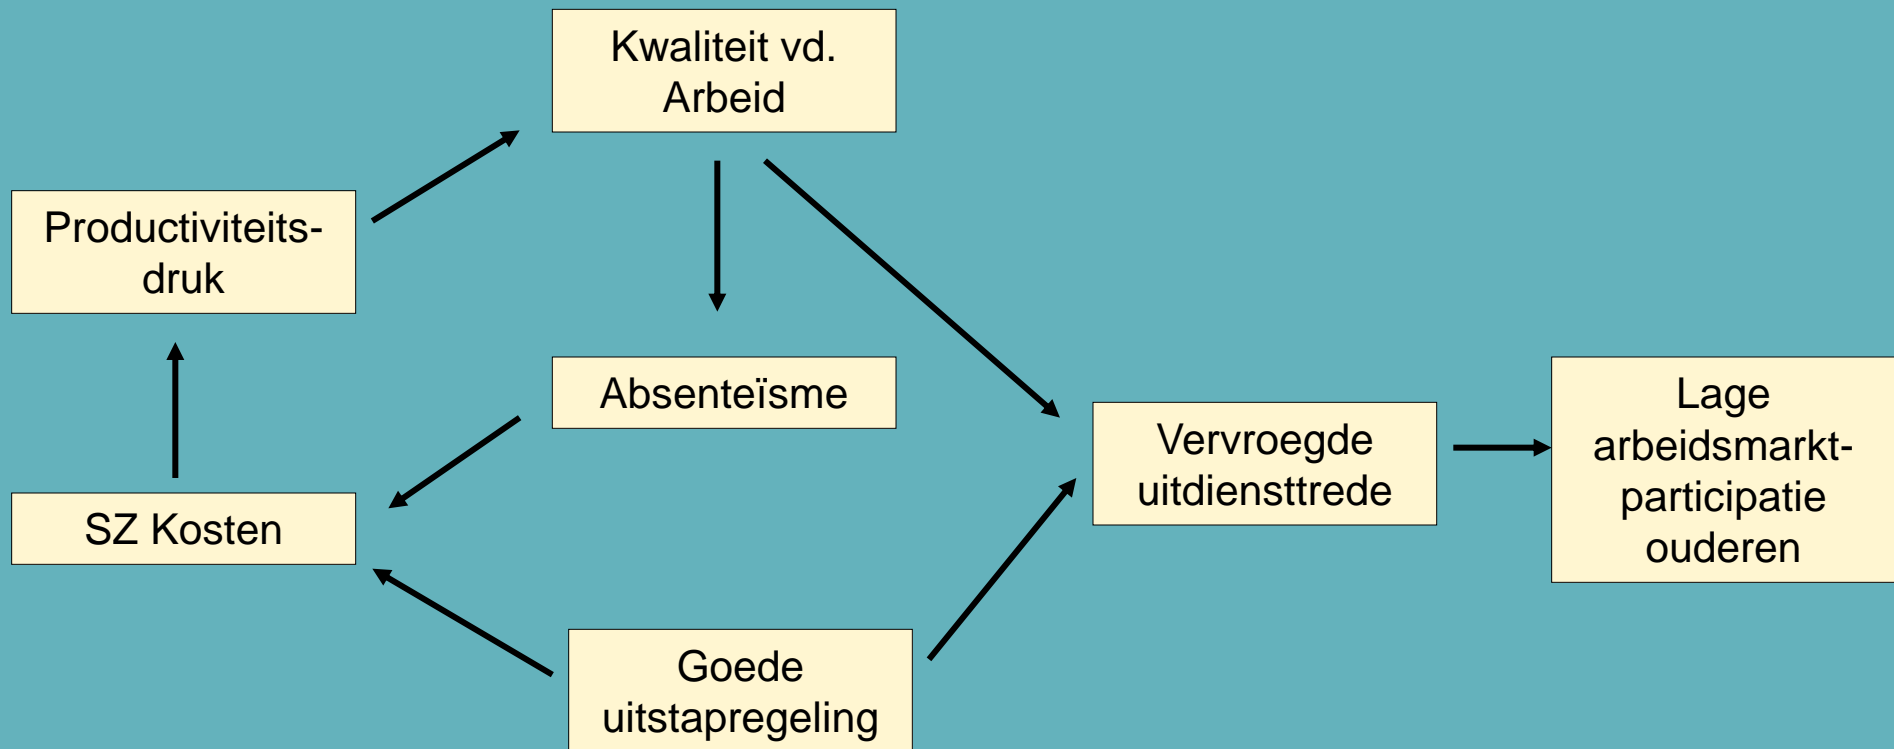 Kwaliteit vd.
Arbeid
Productiviteits-
druk
Absenteïsme
Lage
arbeidsmarkt-
participatie
ouderen
Vervroegde
uitdiensttrede
SZ Kosten
Goede
uitstapregeling